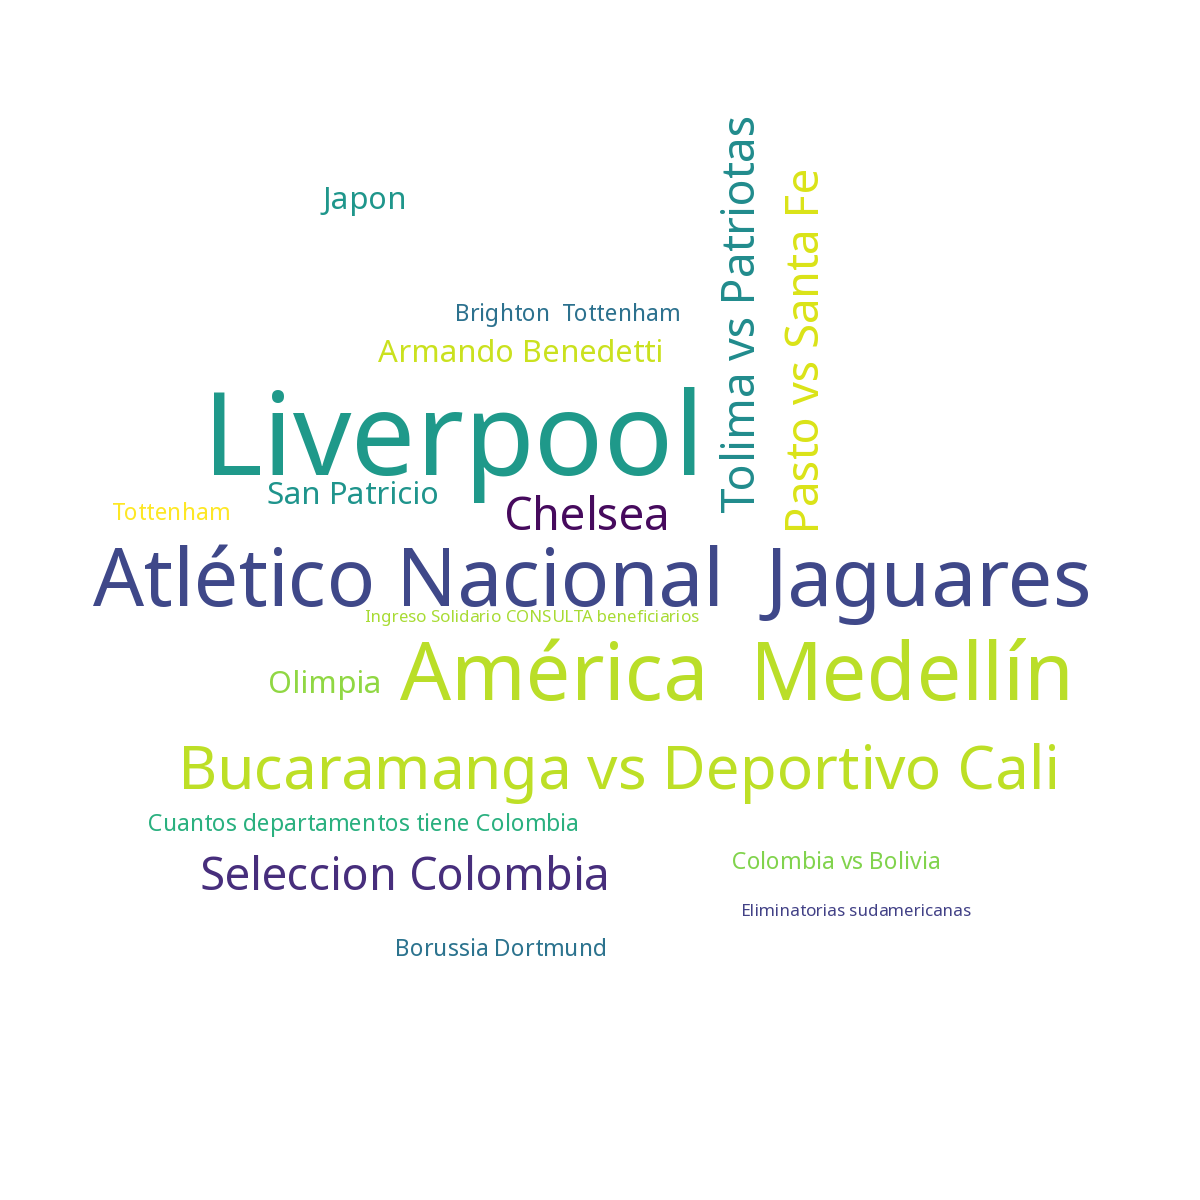 Tolima vs Patriotas
Pasto vs Santa Fe
Japon
Brighton  Tottenham
Armando Benedetti
Liverpool
San Patricio
Chelsea
Tottenham
Atlético Nacional  Jaguares
Ingreso Solidario CONSULTA beneficiarios
Olimpia
América  Medellín
Bucaramanga vs Deportivo Cali
Cuantos departamentos tiene Colombia
Seleccion Colombia
Colombia vs Bolivia
Eliminatorias sudamericanas
Borussia Dortmund